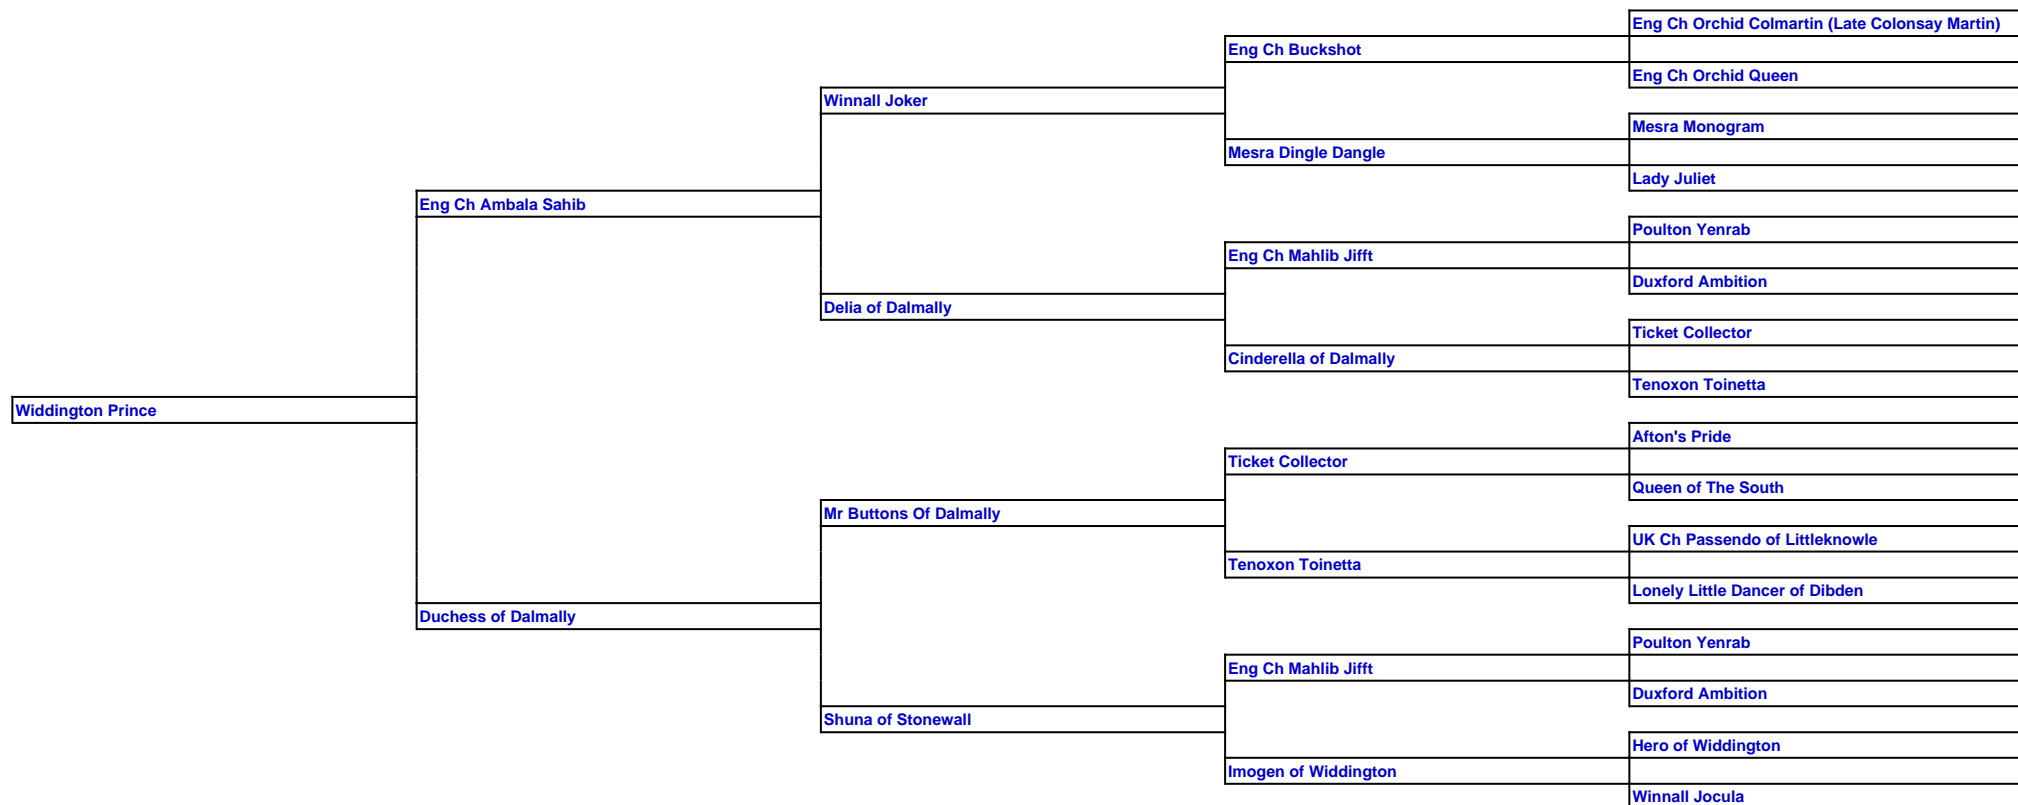 Eng Ch Orchid Colmartin (Late Colonsay Martin)
Eng Ch Buckshot
Eng Ch Orchid Queen
Winnall Joker
Mesra Monogram
Mesra Dingle Dangle
Lady Juliet
Eng Ch Ambala Sahib
Poulton Yenrab
Eng Ch Mahlib Jifft
Duxford Ambition
Delia of Dalmally
Ticket Collector
Cinderella of Dalmally
Tenoxon Toinetta
Widdington Prince
Afton's Pride
Ticket Collector
Queen of The South
Mr Buttons Of Dalmally
UK Ch Passendo of Littleknowle
Tenoxon Toinetta
Lonely Little Dancer of Dibden
Duchess of Dalmally
Poulton Yenrab
Eng Ch Mahlib Jifft
Duxford Ambition
Shuna of Stonewall
Hero of Widdington
Imogen of Widdington
Winnall Jocula